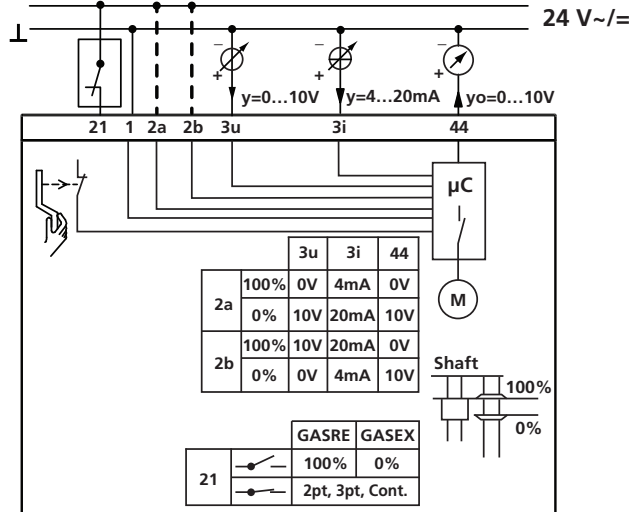 24 V~/=
⊥
− − −
+ + +
y=0...10V y=4...20mA yo=0...10V
21 1 2a 2b 3u 3i 44
µC
M
3u 3i 44
2a 100% 0V 4mA 0V
0% 10V 20mA 10V
2b 100% 10V 20mA 0V
0% 0V 4mA 10V
Shaft
100%
0%
GASRE GASEX
21 100% 0%
2pt, 3pt, Cont.